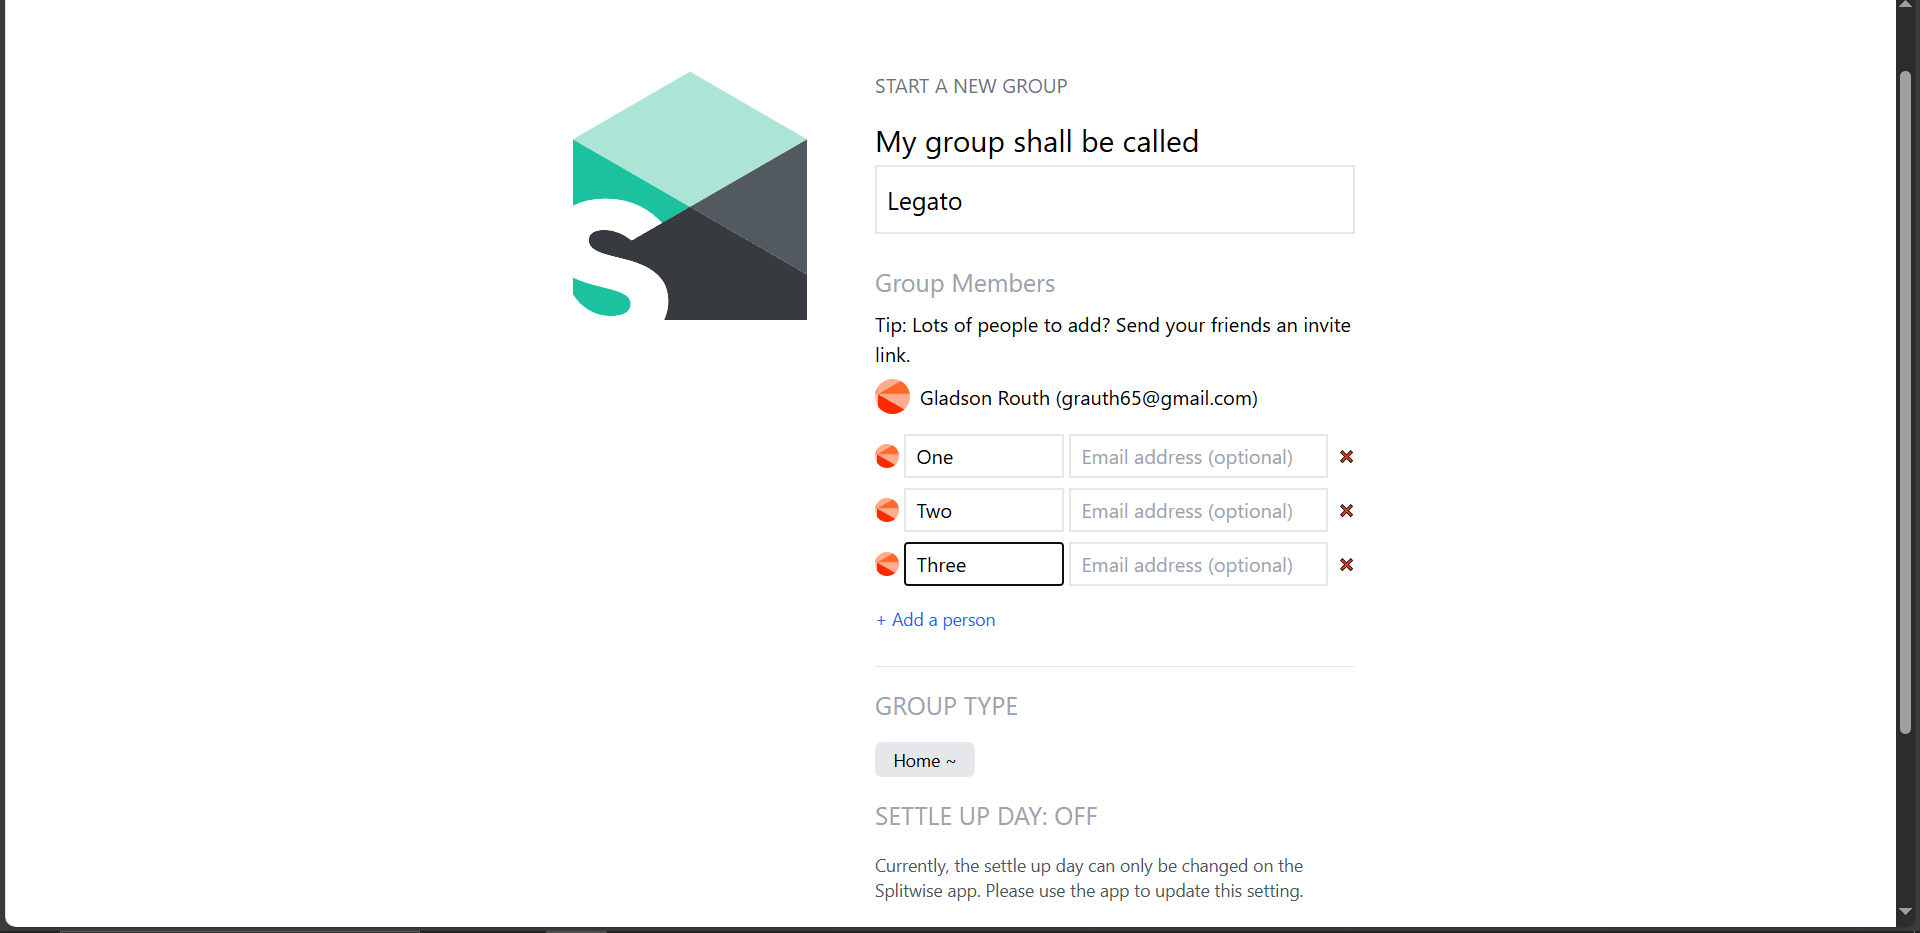 START A NEW GROUP
My group shall be called
Legato
Group Members
Tip: Lots of people to add? Send your friends an invite
link.
Gladson Routh (grauth65@gmail.com)
One Email address (optional)
Two Email address (optional)
Three Email address (optional)
+ Add a person
GROUP TYPE
Home ~
SETTLE UP DAY: OFF
Currently, the settle up day can only be changed on the
Splitwise app. Please use the app to update this setting.
S